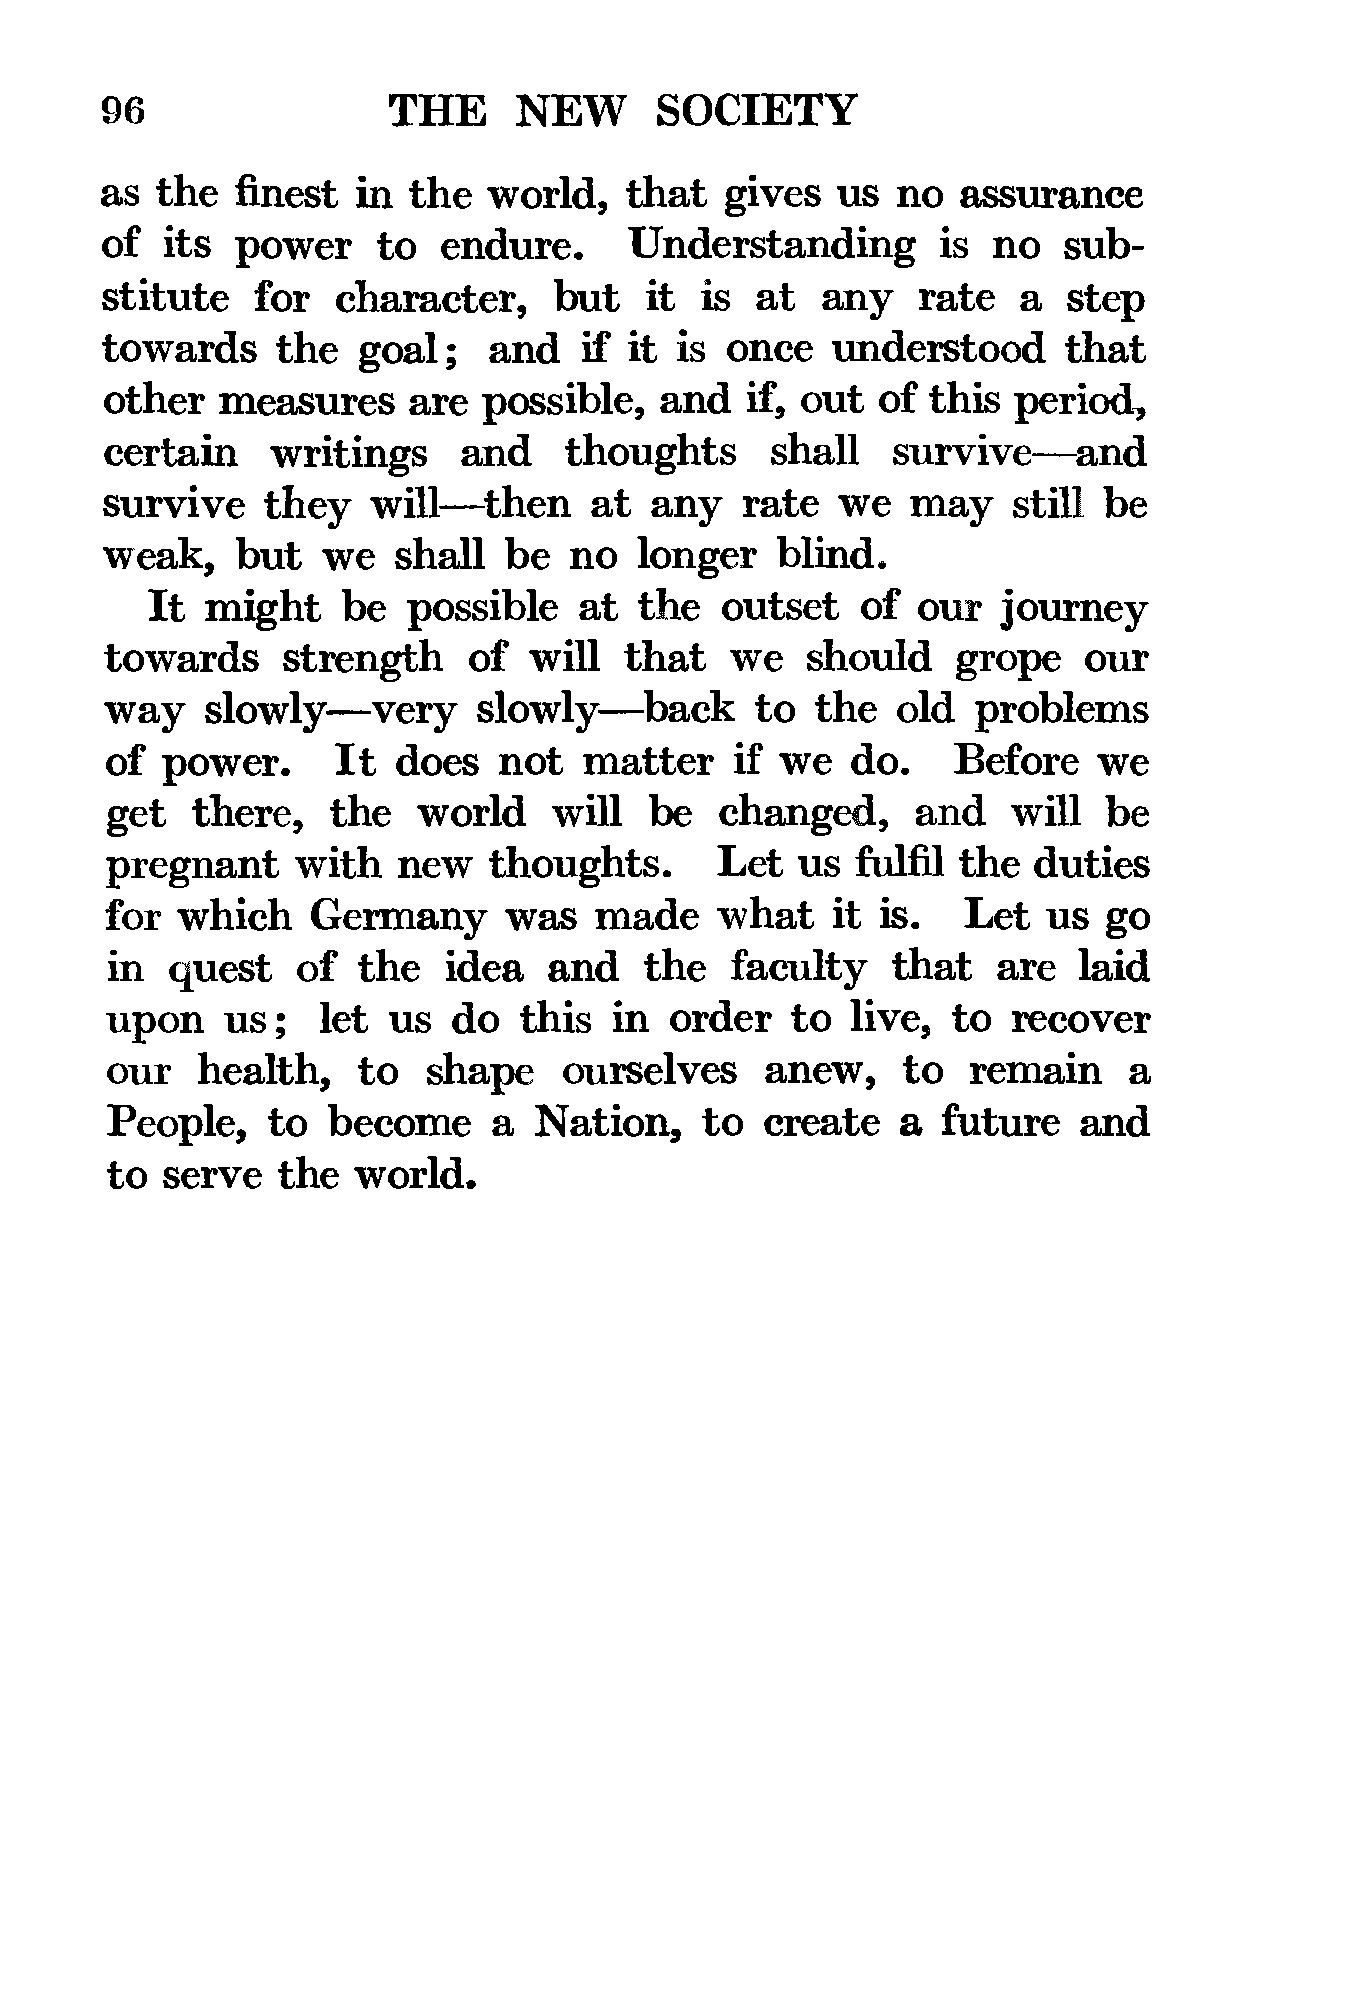 96 THE NEW SOCIETY
as the finest in the world, that gives us no assurance
of its power to endure. Understanding is no sub-
stitute for character, but it is at any rate a step
towards the goal; and if it is once understood that
other measures are possible, and if, out of this period,
certain writings and thoughts shall survive—and
survive they will—then at any rate we may still be
weak, but we shall be no longer blind.
It might be possible at the outset of our journey
towards strength of will that we should grope our
way slowly—very slowly—back to the old problems
of power. It does not matter if we do. Before we
get there, the world will be changed, and will be
pregnant with new thoughts. Let us fulfil the duties
for which Germany was made what it is. Let us go
in quest of the idea and the faculty that are laid
upon us; let us do this in order to live, to recover
our health, to shape ourselves anew, to remain a
People, to become a Nation, to create a future and
to serve the world.